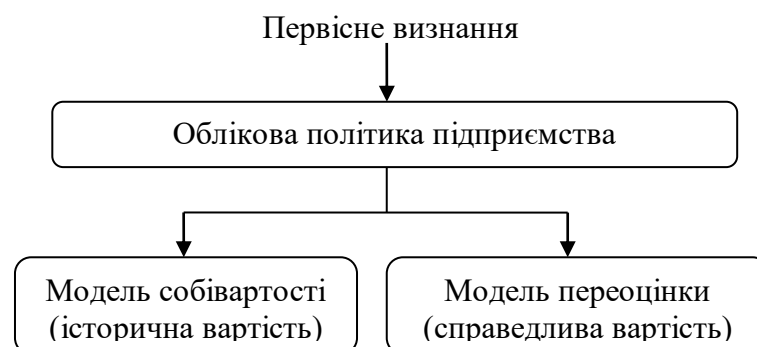 Первісне визнання
Облікова політика підприємства
Модель собівартості
(історична вартість)
Модель переоцінки
(справедлива вартість)